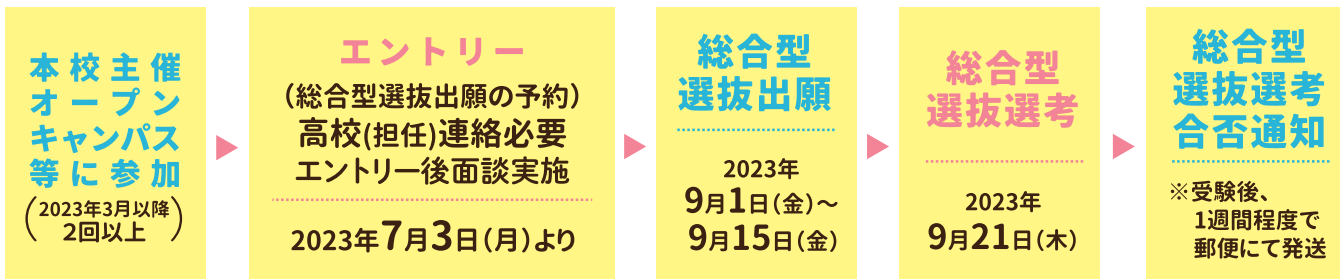 本校主催
オープン
キャンパス
等に参加
(2023年3月以降
2回以上)
エントリー
(総合型選抜出願の予約)
高校(担任)連絡必要
エントリー後面談実施
2023年7月3日(月)より
総合型
選抜出願
2023年
9月1日(金)〜
9月15日(金)
総合型
選抜選考
2023年
9月21日(木)
総合型
選抜選考
合否通知
※受験後、
1週間程度で
郵便にて発送